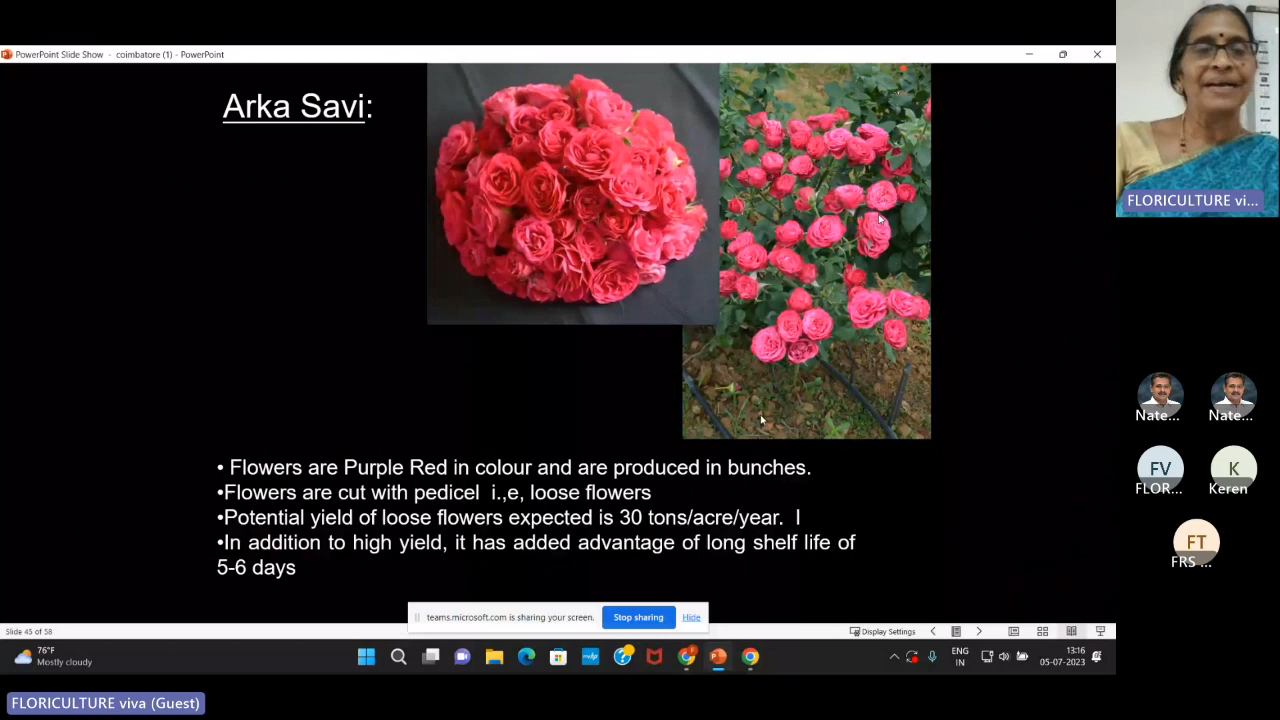 PowerPoint Slide Show - coimbatore (1) - PowerPoint
Arka Savi:
• Flowers are Purple Red in colour and are produced in bunches.
•Flowers are cut with pedicel i.,e, loose flowers
•Potential yield of loose flowers expected is 30 tons/acre/year. I
•In addition to high yield, it has added advantage of long shelf life of
5-6 days
teams.microsoft.com is sharing your screen.
Stop sharing
Hide
Slide 45 of 58
Display Settings
76°F
Mostly cloudy
ENG
IN
13:16
05-07-2023
FLORICULTURE vi...
Nate...
Nate...
FV
FLOR...
K
Keren
FT
FRS ...
FLORICULTURE viva (Guest)